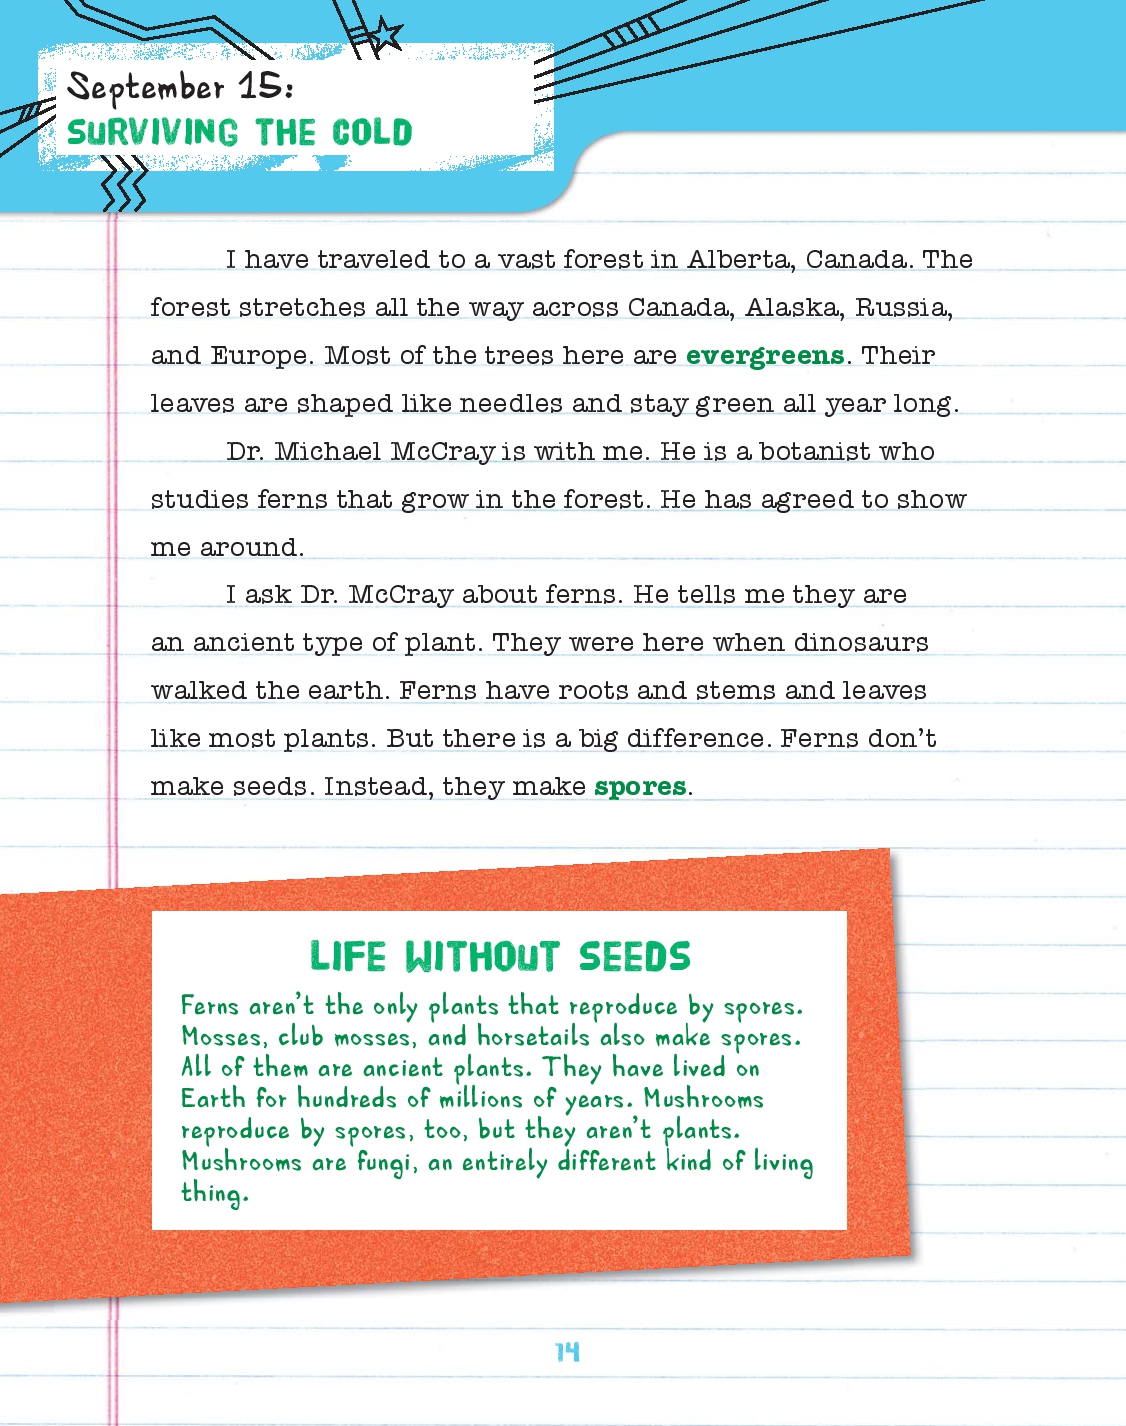 September 15:
SURVIVING THE COLD
I have traveled to a vast forest in Alberta, Canada. The
forest stretches all the way across Canada, Alaska, Russia,
and Europe. Most of the trees here are evergreens. Their
leaves are shaped like needles and stay green all year long.
Dr. Michael McCray is with me. He is a botanist who
studies ferns that grow in the forest. He has agreed to show
me around.
I ask Dr. McCray about ferns. He tells me they are
an ancient type of plant. They were here when dinosaurs
walked the earth. Ferns have roots and stems and leaves
like most plants. But there is a big difference. Ferns don't
make seeds. Instead, they make spores.
LIFE WITHOUT SEEDS
Ferns aren't the only plants that reproduce by spores.
Mosses, club mosses, and horsetails also make spores.
All of them are ancient plants. They have lived on
Earth for hundreds of millions of years. Mushrooms
reproduce by spores, too, but they aren't plants.
Mushrooms are fungi, an entirely different kind of living
thing.
14